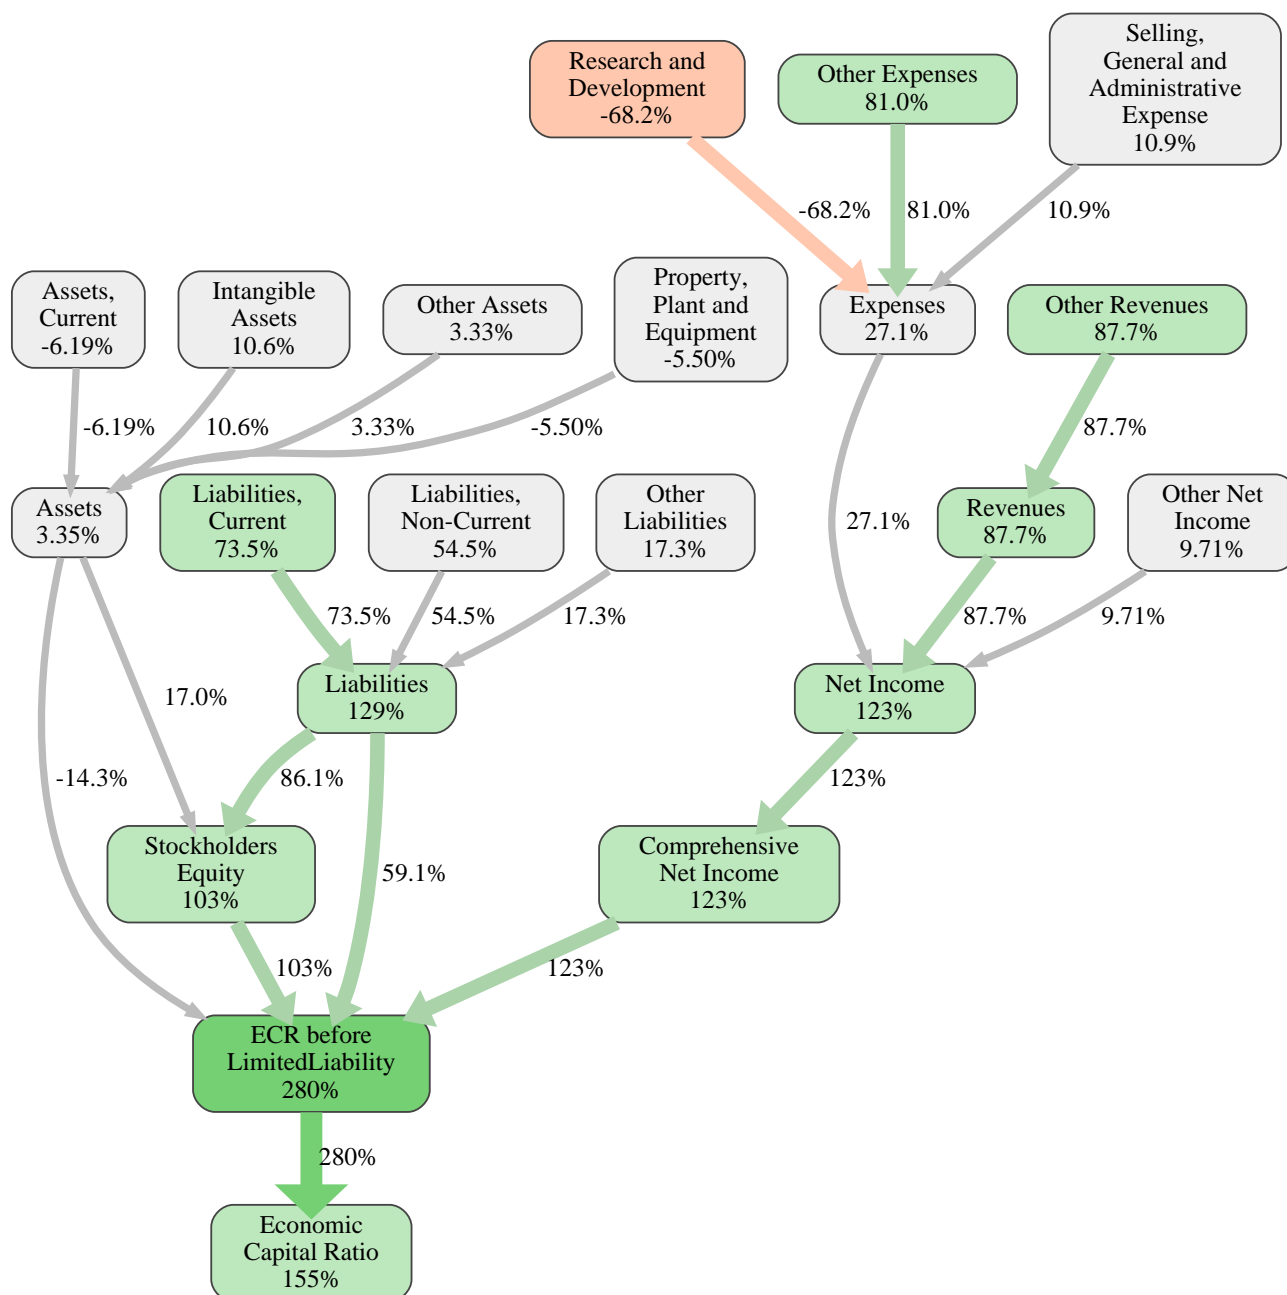 Selling,
General and
Administrative
Expense
10.9%
Research and
Development
-68.2%
Other Expenses
81.0%
-68.2%
81.0%
10.9%
Assets,
Current
-6.19%
Intangible
Assets
10.6%
Other Assets
3.33%
Property,
Plant and
Equipment
-5.50%
Expenses
27.1%
Other Revenues
87.7%
-6.19%
10.6%
3.33%
-5.50%
87.7%
Assets
3.35%
Liabilities,
Current
73.5%
Liabilities,
Non-Current
54.5%
Other
Liabilities
17.3%
27.1%
Revenues
87.7%
Other Net
Income
9.71%
73.5%
54.5%
17.3%
87.7%
9.71%
17.0%
Liabilities
129%
Net Income
123%
-14.3%
86.1%
123%
Stockholders
Equity
103%
59.1%
Comprehensive
Net Income
123%
103%
123%
ECR before
LimitedLiability
280%
280%
Economic
Capital Ratio
155%